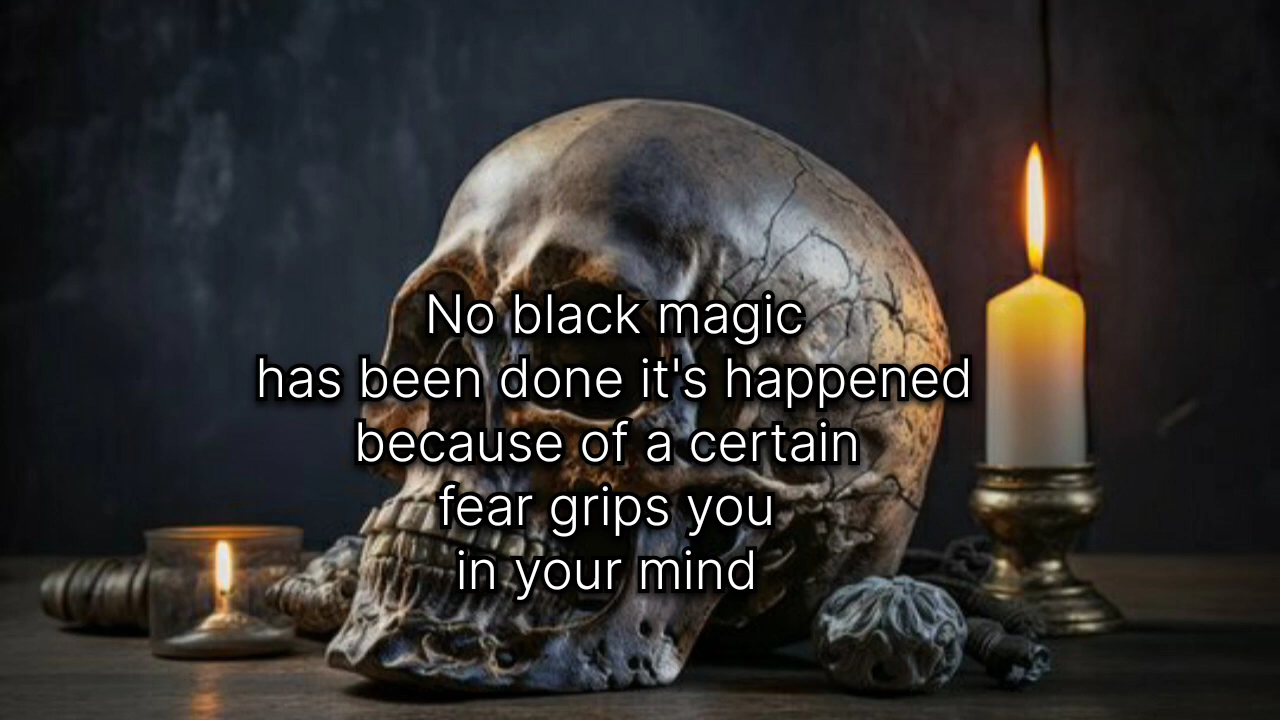 No black magic
has been done it's happened
because of a certain
fear grips you
in your mind